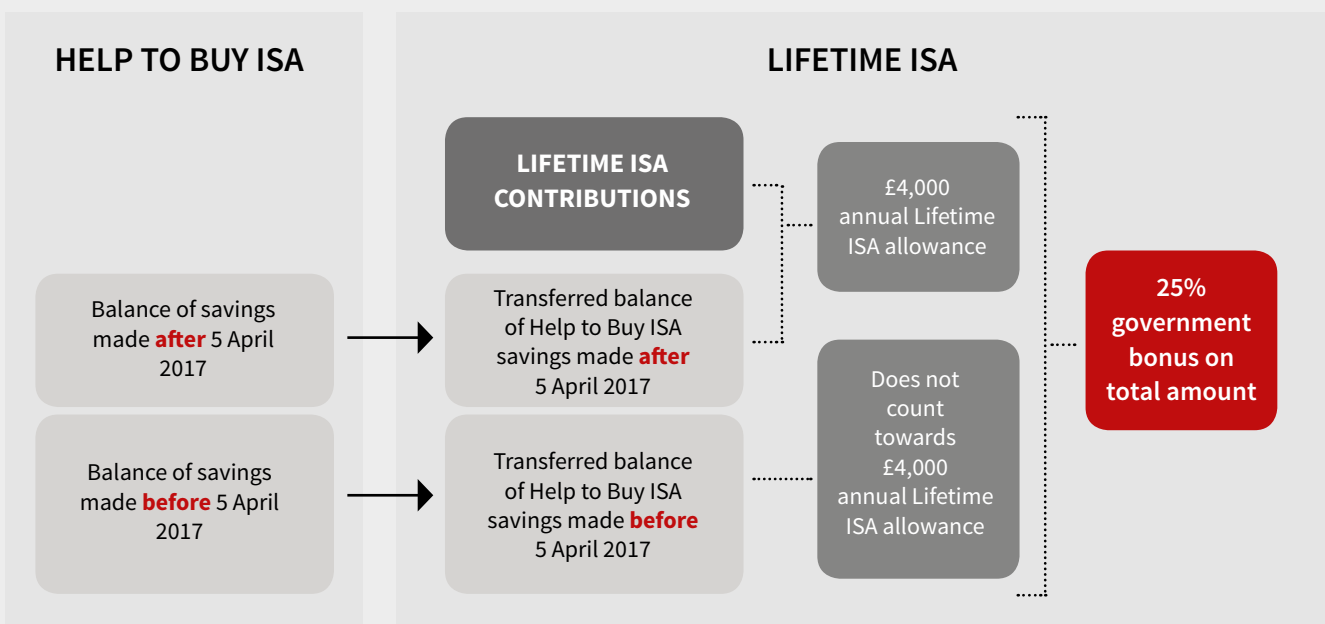 HELP TO BUY ISA
LIFETIME ISA
LIFETIME ISA
CONTRIBUTIONS
£4,000
annual Lifetime
ISA allowance
Balance of savings
made after 5 April
2017
Transferred balance
of Help to Buy ISA
savings made after
5 April 2017
25%
government
bonus on
total amount
Balance of savings
made before 5 April
2017
Transferred balance
of Help to Buy ISA
savings made before
5 April 2017
Does not
count
towards
£4,000
annual Lifetime
ISA allowance